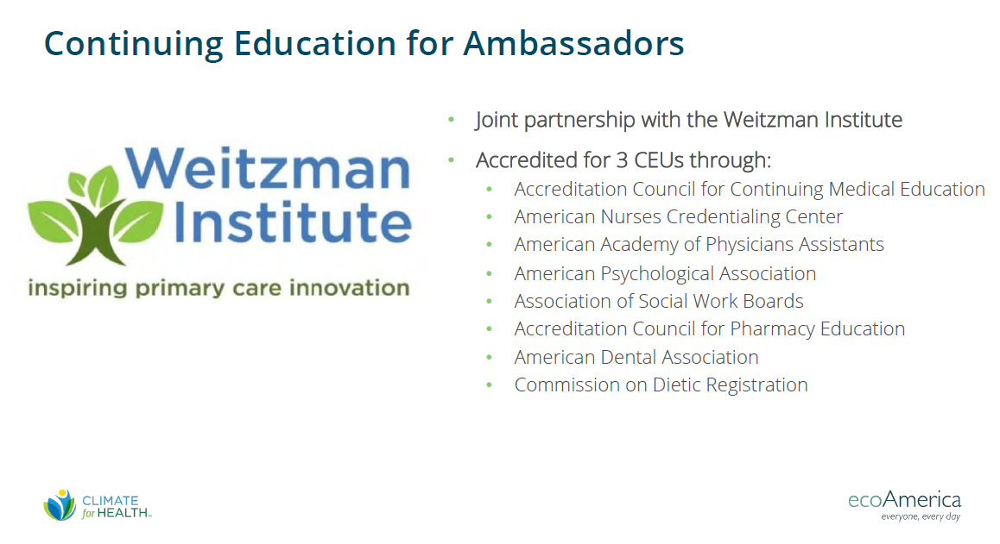 Continuing Education for Ambassadors
Weitzman
Institute
inspiring primary care innovation
• Joint partnership with the Weitzman Institute
• Accredited for 3 CEUs through:
• Accreditation Council for Continuing Medical Education
• American Nurses Credentialing Center
• American Academy of Physicians Assistants
• American Psychological Association
• Association of Social Work Boards
• Accreditation Council for Pharmacy Education
• American Dental Association
• Commission on Dietic Registration
CLIMATE
for HEALTH™
ecoAmerica
everyone, every day